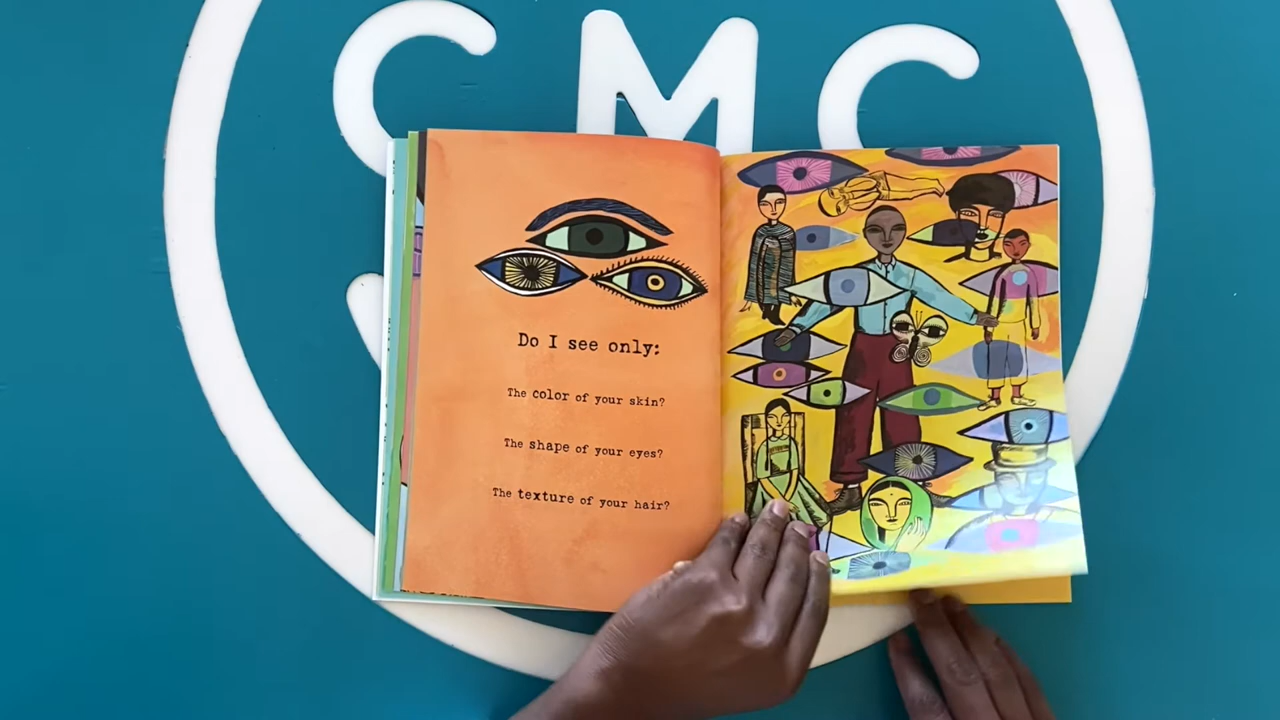 CMC
Do I see only:
The color of your skin?
The shape of your eyes?
The texture of your hair?